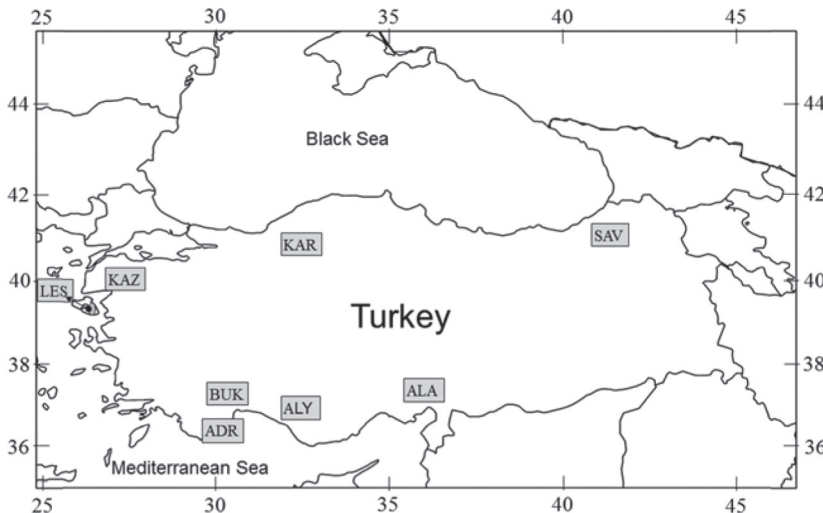 25 30 35 40 45
44 44
Black Sea
42 42
KAR SAV
40 LES KAZ 40
Turkey
38 38
BUK ALY ALA
ADR
36 36
Mediterranean Sea
25 30 35 40 45